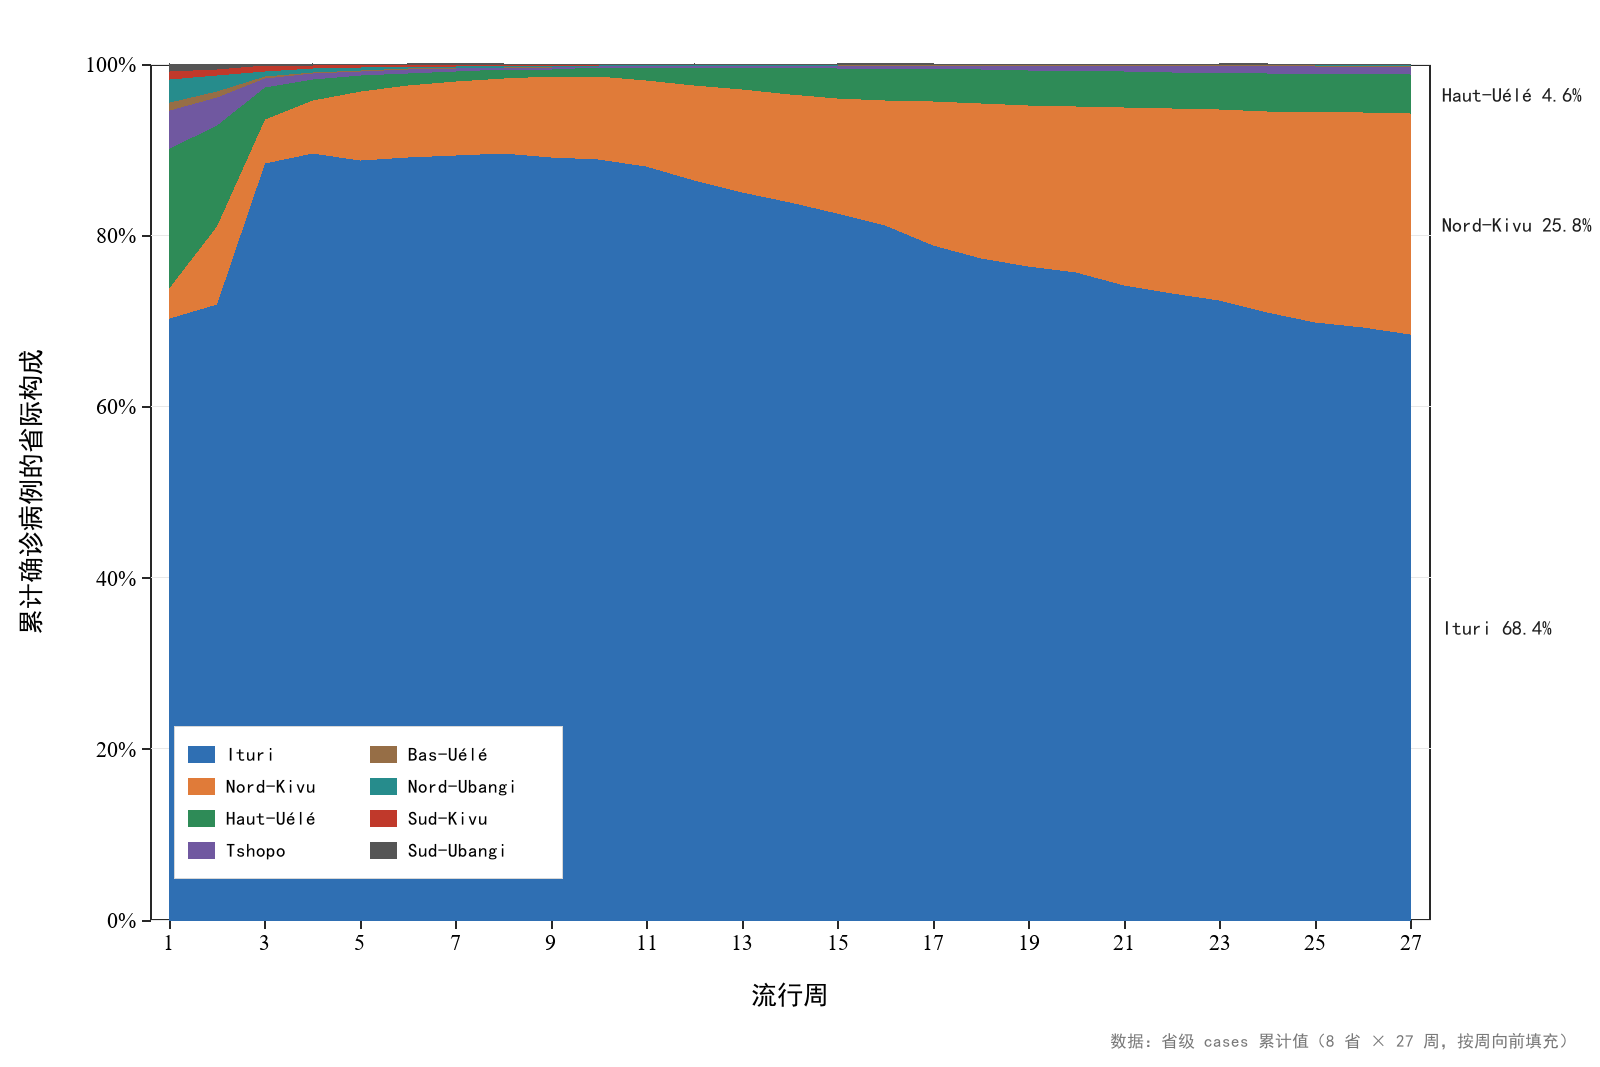 100%
80%
60%
40%
20%
0%
累计确诊病例的省际构成
Haut-Uélé 4.6%
Nord-Kivu 25.8%
Ituri 68.4%
Ituri
Nord-Kivu
Haut-Uélé
Tshopo
Bas-Uélé
Nord-Ubangi
Sud-Kivu
Sud-Ubangi
1 3 5 7 9 11 13 15 17 19 21 23 25 27
流行周
数据：省级 cases 累计值（8 省 × 27 周，按周向前填充）